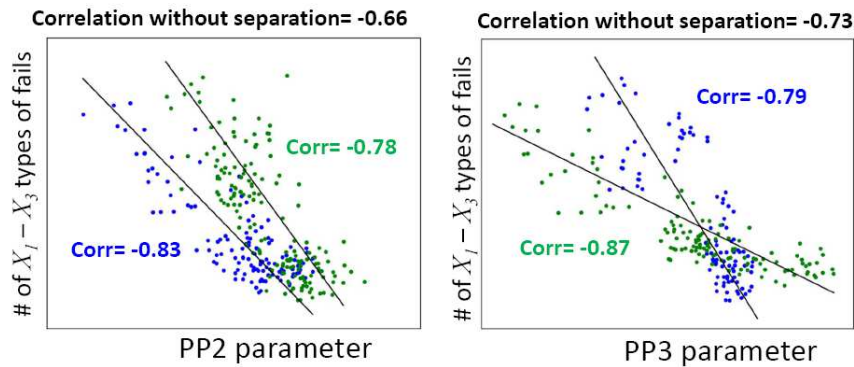 Correlation without separation= -0.66
# of X1 – X3 types of fails
Corr= -0.78
Corr= -0.83
PP2 parameter
Correlation without separation= -0.73
# of X1 – X3 types of fails
Corr= -0.79
Corr= -0.87
PP3 parameter